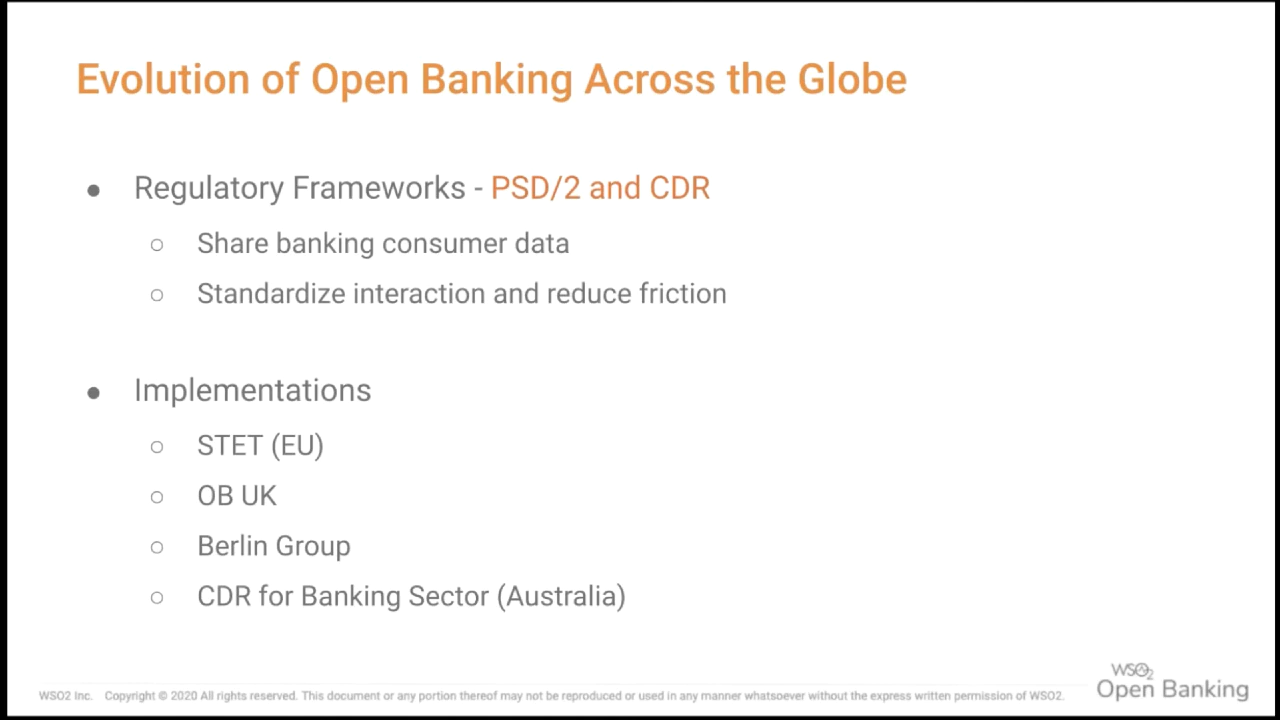 Evolution of Open Banking Across the Globe
● Regulatory Frameworks - PSD/2 and CDR
○ Share banking consumer data
○ Standardize interaction and reduce friction
● Implementations
○ STET (EU)
○ OB UK
○ Berlin Group
○ CDR for Banking Sector (Australia)
WSO2 Inc. Copyright © 2020 All rights reserved. This document or any portion thereof may not be reproduced or used in any manner whatsoever without the express written permission of WSO2.
WSO2
Open Banking